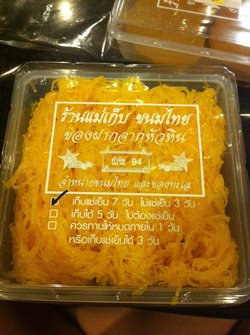 ร้านแม่เก็บ ขนมไทย
ของฝากจากหัวหิน
94
จำหน่ายขนมไทย และของทะเล
เก็บแช่เย็น 7 วัน ไม่แช่เย็น 3 วัน
เก็บได้ 5 วัน ไม่ต้องแช่เย็น
ควรทานให้หมดภายใน 1 วัน
หรือเก็บแช่เย็นได้ 3 วัน